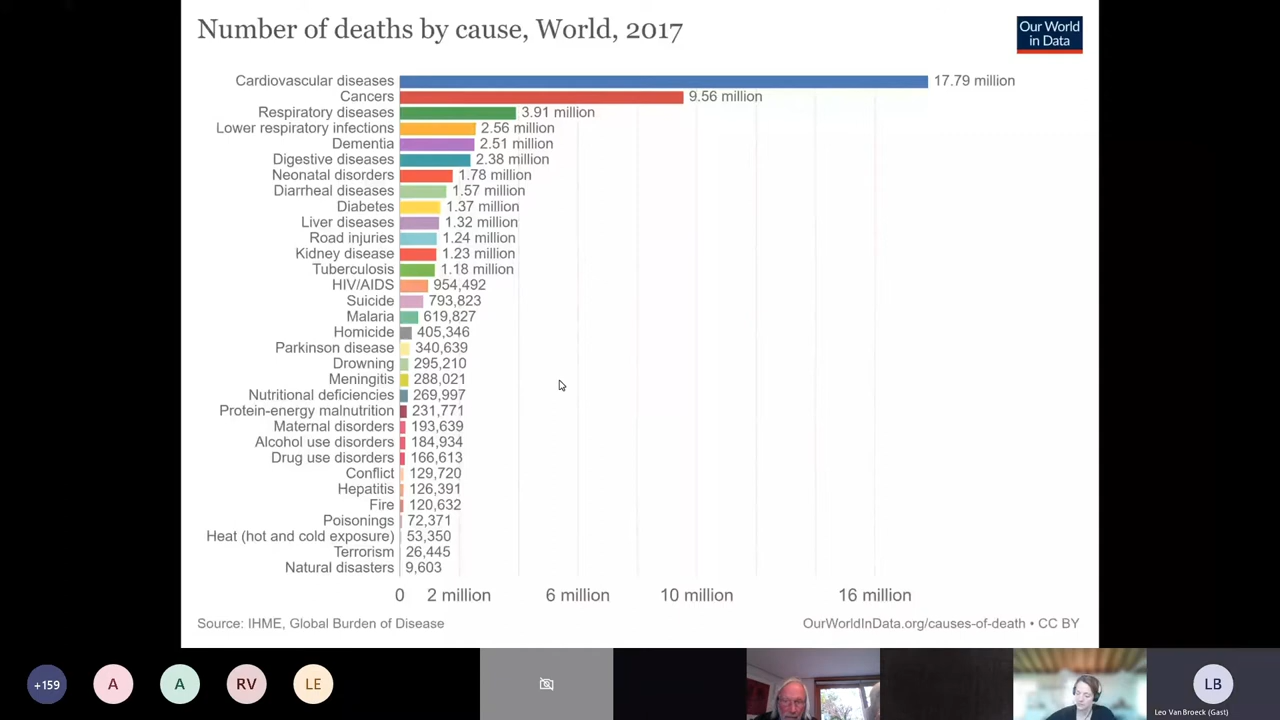 Number of deaths by cause, World, 2017
Our World
in Data
Cardiovascular diseases 17.79 million
Cancers 9.56 million
Respiratory diseases 3.91 million
Lower respiratory infections 2.56 million
Dementia 2.51 million
Digestive diseases 2.38 million
Neonatal disorders 1.78 million
Diarrheal diseases 1.57 million
Diabetes 1.37 million
Liver diseases 1.32 million
Road injuries 1.24 million
Kidney disease 1.23 million
Tuberculosis 1.18 million
HIV/AIDS 954,492
Suicide 793,823
Malaria 619,827
Homicide 405,346
Parkinson disease 340,639
Drowning 295,210
Meningitis 288,021
Nutritional deficiencies 269,997
Protein-energy malnutrition 231,771
Maternal disorders 193,639
Alcohol use disorders 184,934
Drug use disorders 166,613
Conflict 129,720
Hepatitis 126,391
Fire 120,632
Poisonings 72,371
Heat (hot and cold exposure) 53,350
Terrorism 26,445
Natural disasters 9,603
0 2 million 6 million 10 million 16 million
Source: IHME, Global Burden of Disease OurWorldInData.org/causes-of-death • CC BY
+159 A A RV LE LB
Leo Van Broeck (Gast)